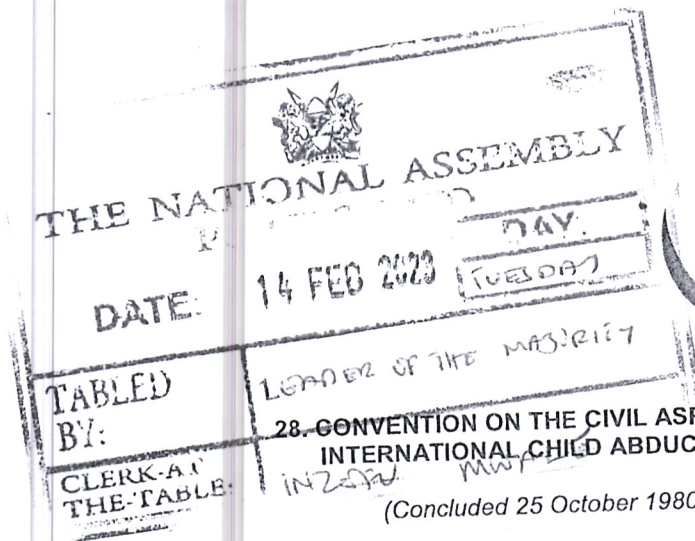 THE NATIONAL ASSEMBLY
DATE: 14 FEB 2023 DAY: TUESDAY
TABLED BY: LEADER OF THE MAJORITY
28. CONVENTION ON THE CIVIL ASP
INTERNATIONAL CHILD ABDUC
CLERK-AT THE-TABLE:
(Concluded 25 October 1980